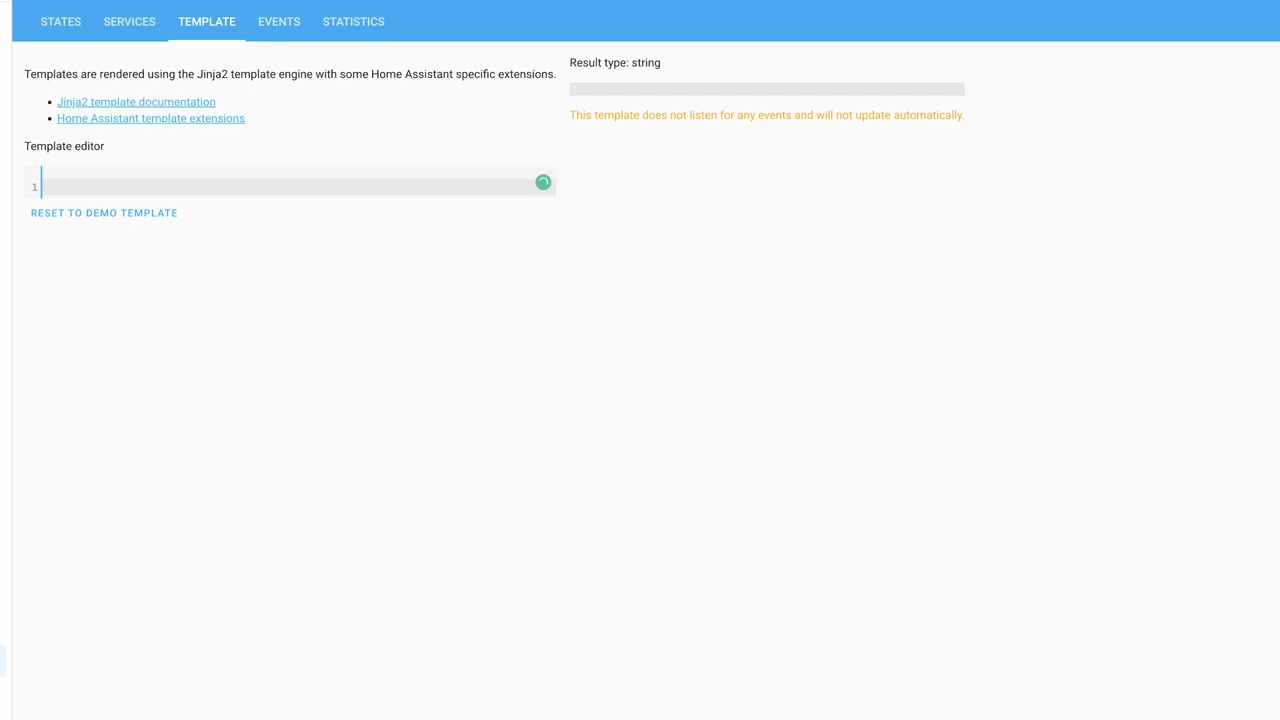 STATES SERVICES TEMPLATE EVENTS STATISTICS
Templates are rendered using the Jinja2 template engine with some Home Assistant specific extensions.
• Jinja2 template documentation
• Home Assistant template extensions
Template editor
1
RESET TO DEMO TEMPLATE
Result type: string
This template does not listen for any events and will not update automatically.